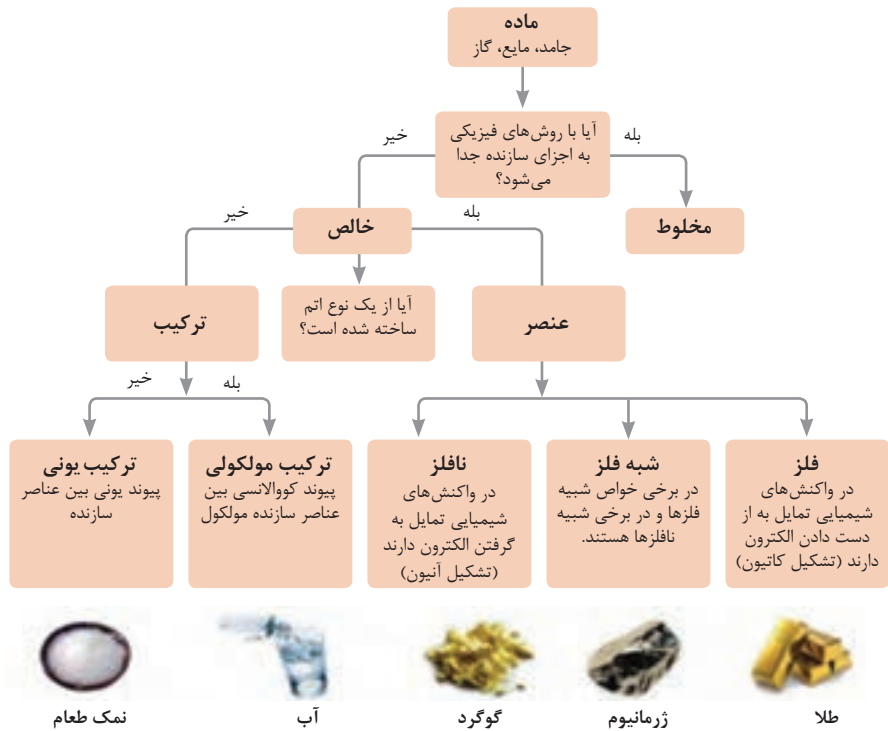 ماده
جامد، مایع، گاز
آیا با روش‌های فیزیکی
به اجزای سازنده جدا
می‌شود؟
بله
خیر
مخلوط
خالص
بله
خیر
آیا از یک نوع اتم
ساخته شده است؟
عنصر
ترکیب
بله
خیر
فلز
در واکنش‌های
شیمیایی تمایل به از
دست دادن الکترون
دارند (تشکیل کاتیون)
شبه فلز
در برخی خواص شبیه
فلزها و در برخی شبیه
نافلزها هستند.
نافلز
در واکنش‌های
شیمیایی تمایل به
گرفتن الکترون دارند
(تشکیل آنیون)
ترکیب مولکولی
پیوند کووالانسی بین
عناصر سازنده مولکول
ترکیب یونی
پیوند یونی بین عناصر
سازنده
طلا
ژرمانیوم
گوگرد
آب
نمک طعام